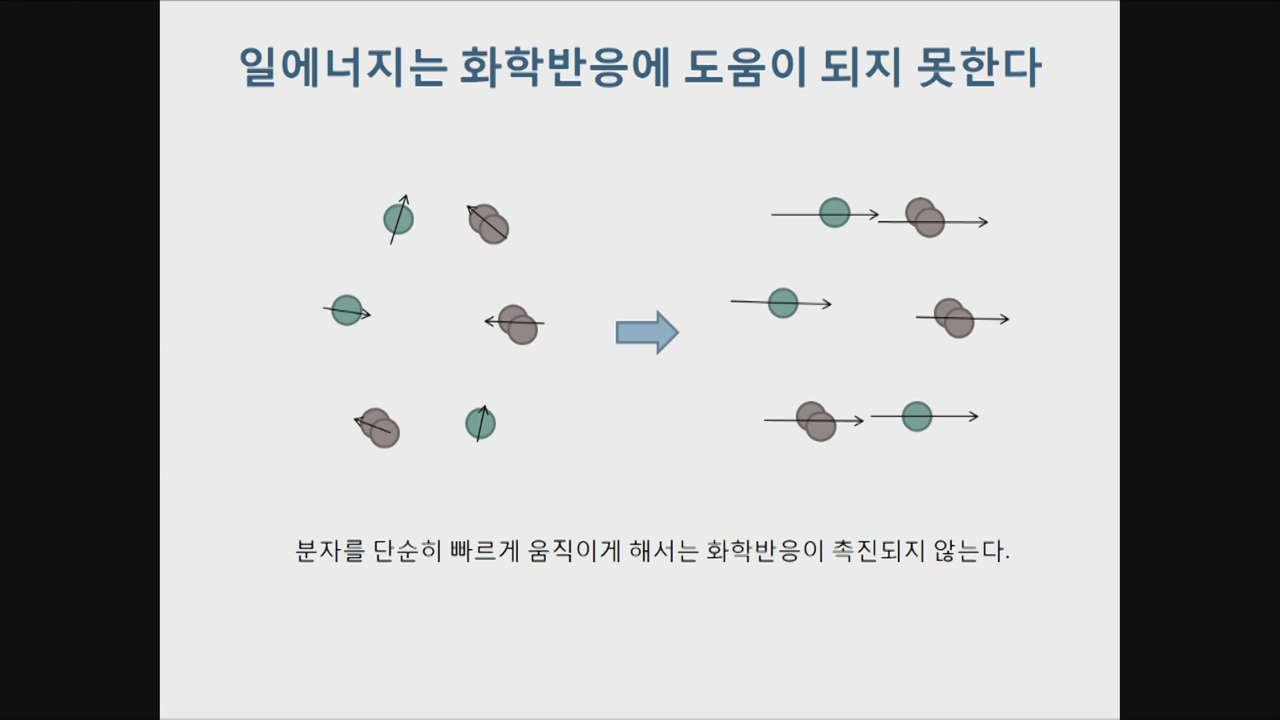 일에너지는 화학반응에 도움이 되지 못한다
분자를 단순히 빠르게 움직이게 해서는 화학반응이 촉진되지 않는다.